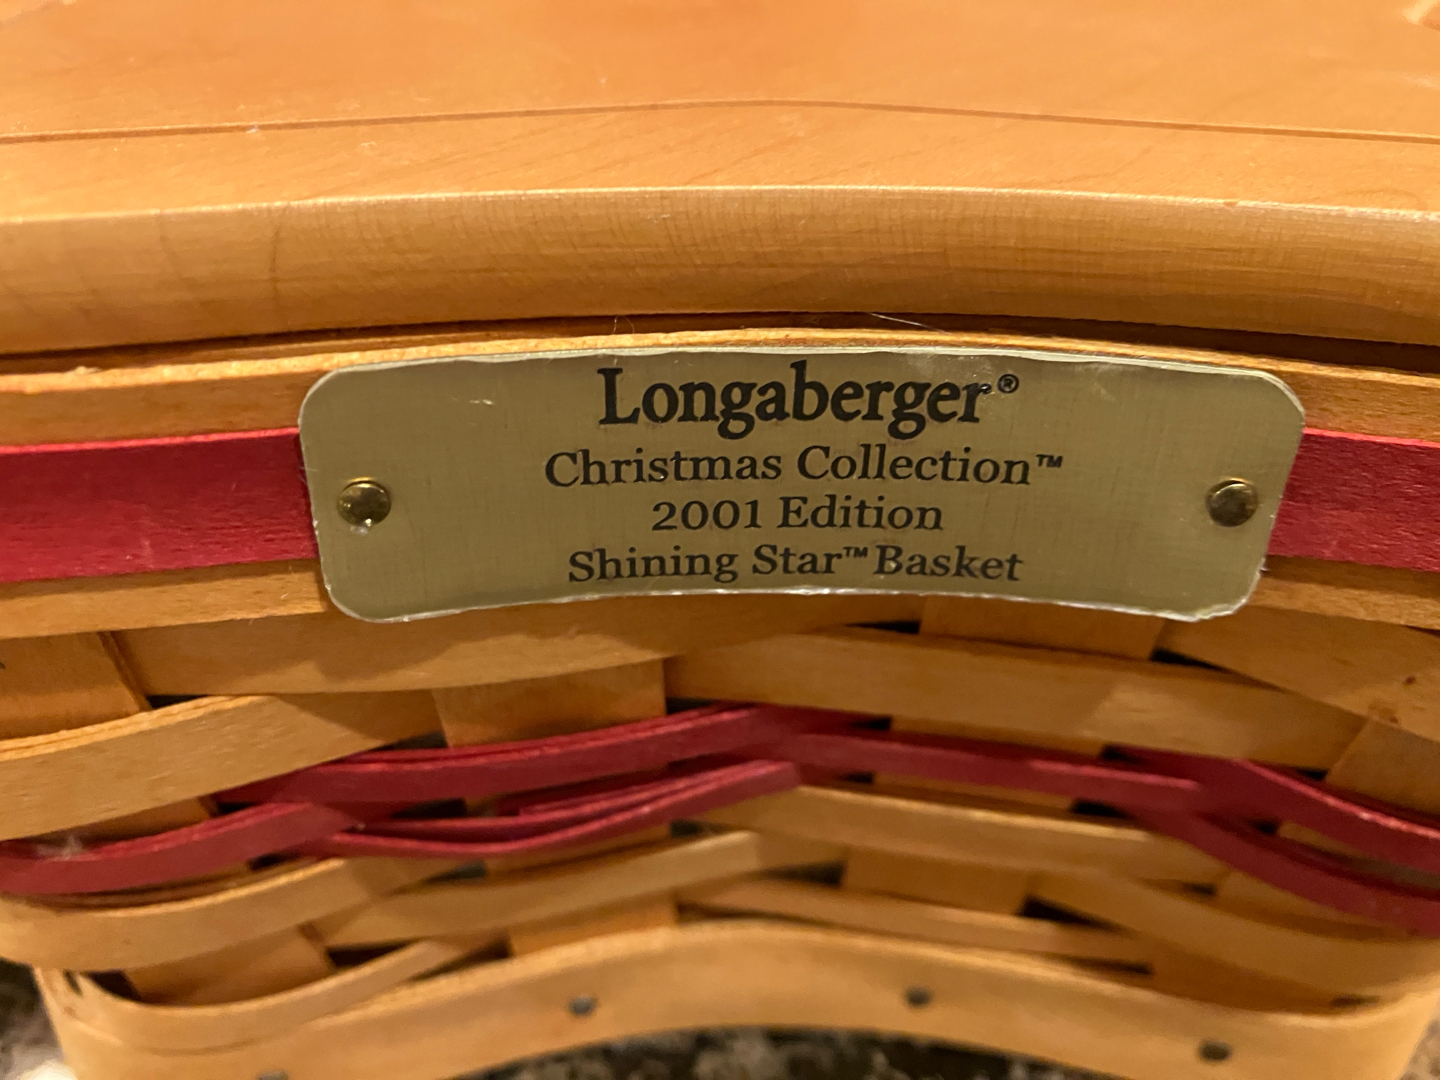 Longaberger®
Christmas Collection™
2001 Edition
Shining Star™ Basket